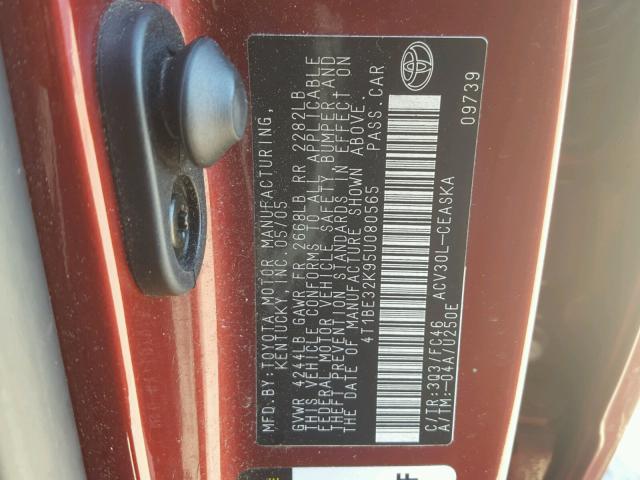 MFD.BY:TOYOTA MOTOR MANUFACTURING,
KENTUCKY, INC. 05/05
GVWR 4244LB GAWR FR 2668LB RR 2282LB
THIS VEHICLE CONFORMS TO ALL APPLICABLE
FEDERAL MOTOR VEHICLE SAFETY, BUMPER, AND
THEFT PREVENTION STANDARDS IN EFFECT ON
THE DATE OF MANUFACTURE SHOWN ABOVE.
4T1BE32K95U080565 PASS.CAR
C/TR:3Q3/FC46 ACV30L-CEASKA
A/TM:-04A/U250E
09739
F